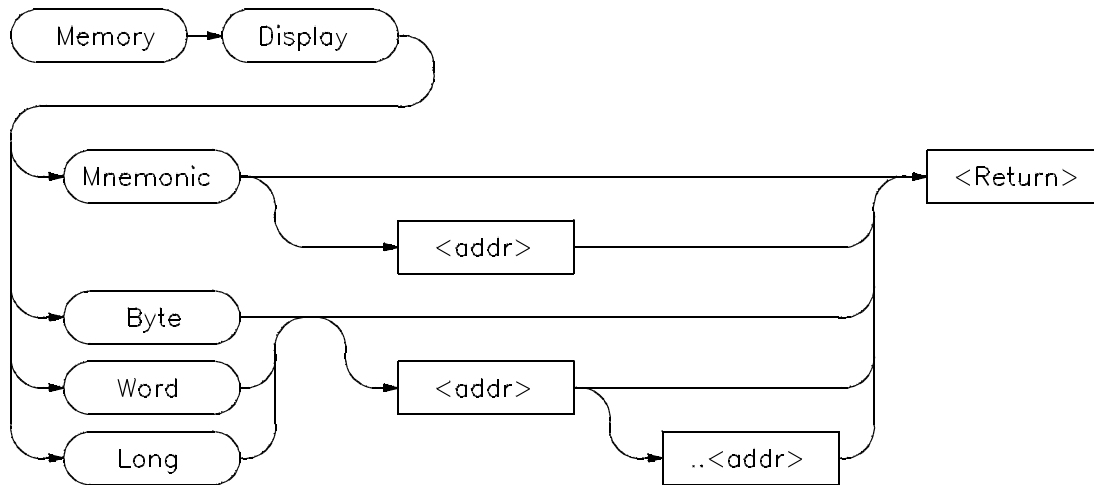 Memory Display
Mnemonic <Return>
<addr>
Byte
Word <addr>
Long ..<addr>